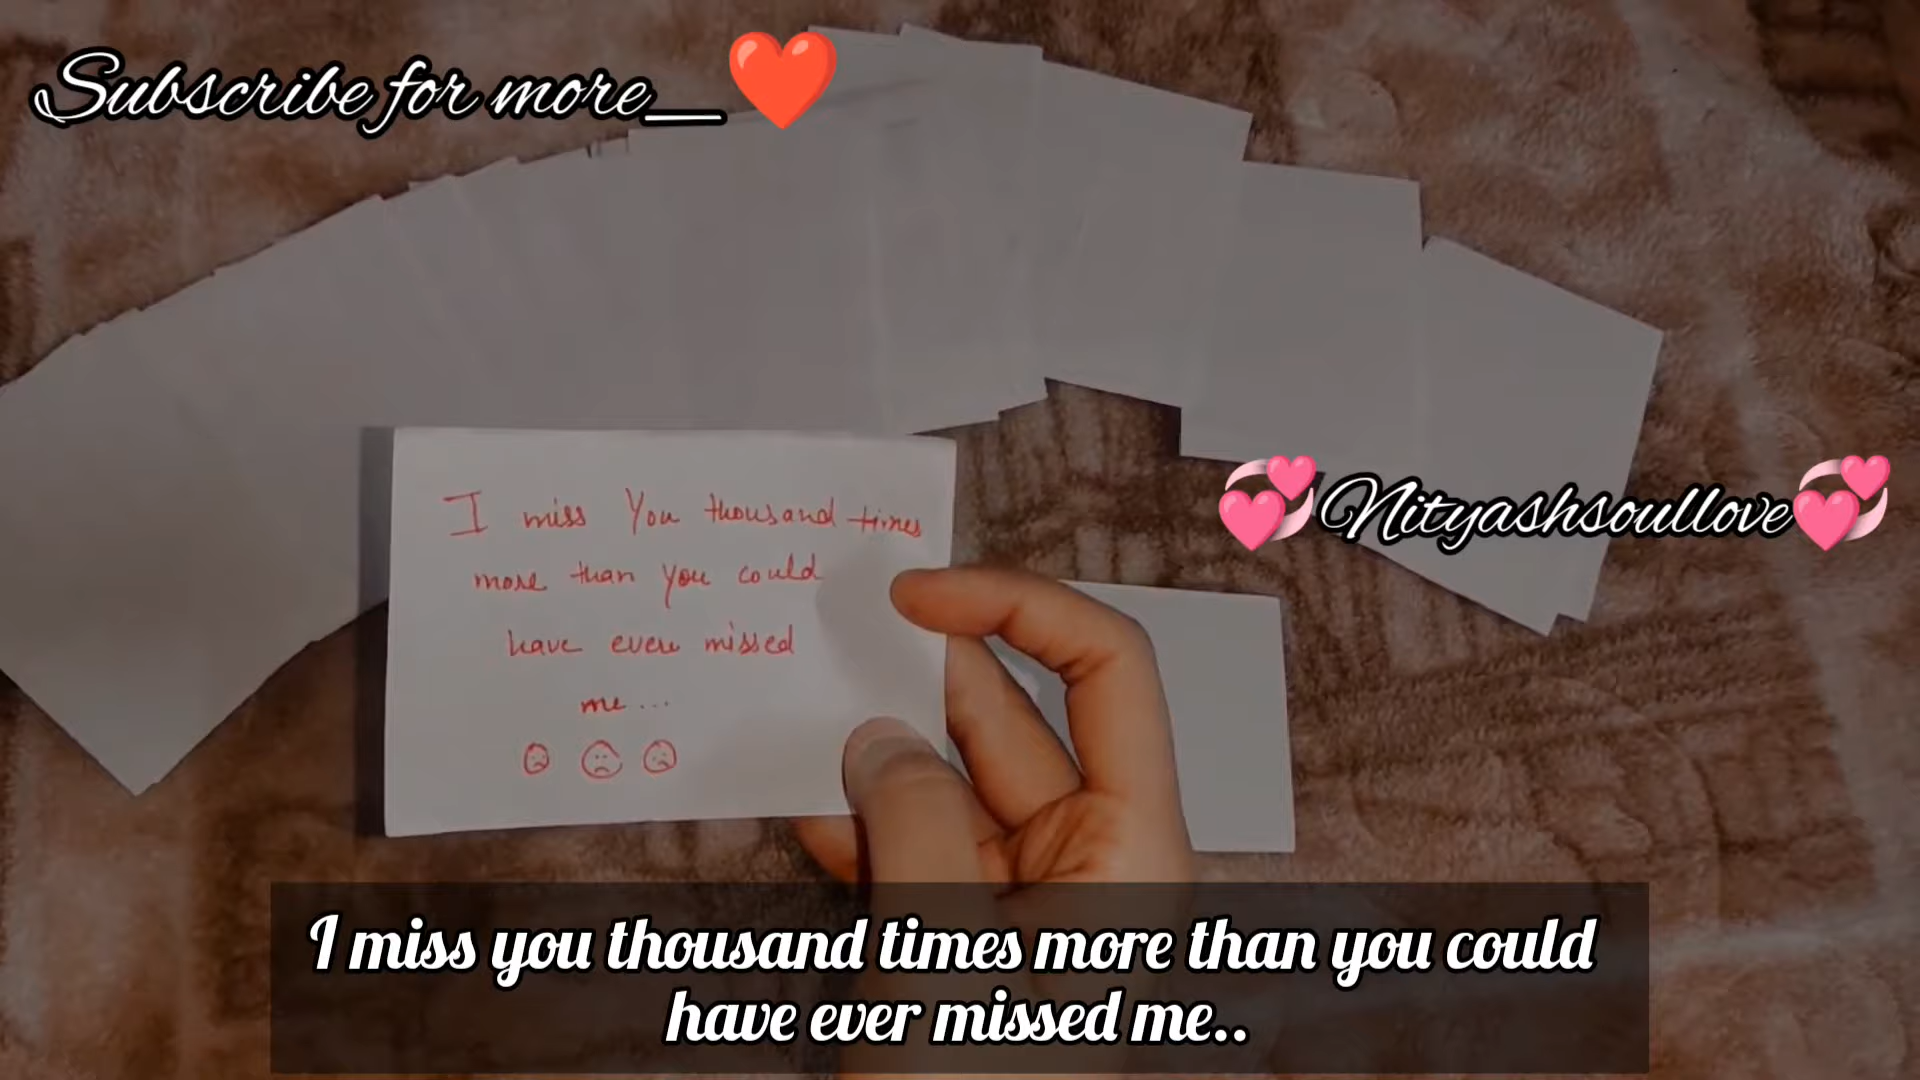 Subscribe for more__❤️
I miss You thousand times
more than you could
have ever missed
me...
💞Nityashsoullove💞
I miss you thousand times more than you could
have ever missed me..